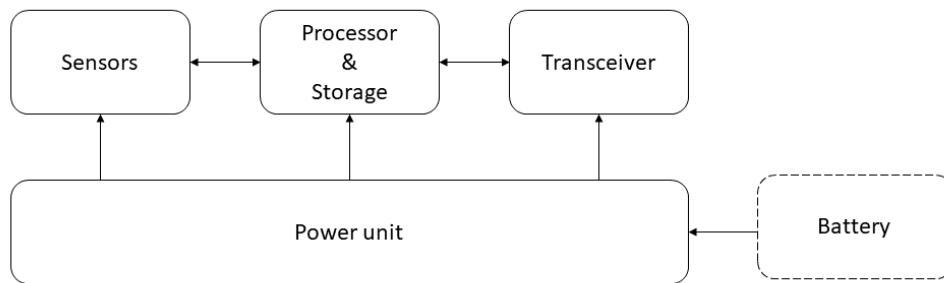 Sensors
Processor
&
Storage
Transceiver
Power unit
Battery